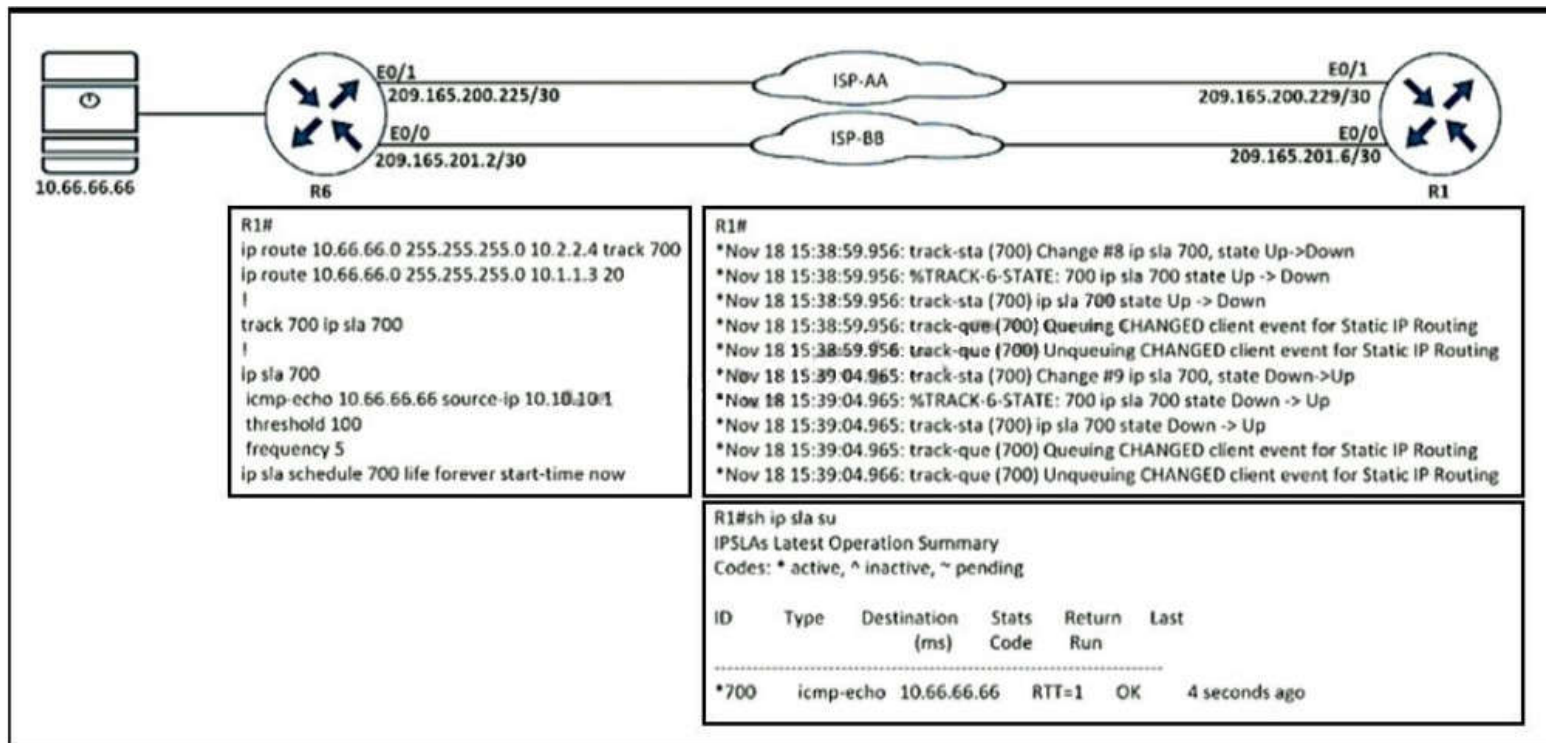 E0/1
209.165.200.225/30
E0/0
209.165.201.2/30
10.66.66.66
R6
ISP-AA
ISP-BB
E0/1
209.165.200.229/30
E0/0
209.165.201.6/30
R1
R1#
ip route 10.66.66.0 255.255.255.0 10.2.2.4 track 700
ip route 10.66.66.0 255.255.255.0 10.1.1.3 20
!
track 700 ip sla 700
!
ip sla 700
icmp-echo 10.66.66.66 source-ip 10.10.10.1
threshold 100
frequency 5
ip sla schedule 700 life forever start-time now
R1#
*Nov 18 15:38:59.956: track-sta (700) Change #8 ip sla 700, state Up->Down
*Nov 18 15:38:59.956: %TRACK-6-STATE: 700 ip sla 700 state Up -> Down
*Nov 18 15:38:59.956: track-sta (700) ip sla 700 state Up -> Down
*Nov 18 15:38:59.956: track-que (700) Queuing CHANGED client event for Static IP Routing
*Nov 18 15:38:59.956: track-que (700) Unqueuing CHANGED client event for Static IP Routing
*Nov 18 15:39:04.965: track-sta (700) Change #9 ip sla 700, state Down->Up
*Nov 18 15:39:04.965: %TRACK-6-STATE: 700 ip sla 700 state Down -> Up
*Nov 18 15:39:04.965: track-sta (700) ip sla 700 state Down -> Up
*Nov 18 15:39:04.965: track-que (700) Queuing CHANGED client event for Static IP Routing
*Nov 18 15:39:04.966: track-que (700) Unqueuing CHANGED client event for Static IP Routing
R1#sh ip sla su
IPSLAs Latest Operation Summary
Codes: * active, ^ inactive, ~ pending
ID Type Destination Stats Return Last
(ms) Code Run
---------------------------------------------------------------------
*700 icmp-echo 10.66.66.66 RTT=1 OK 4 seconds ago